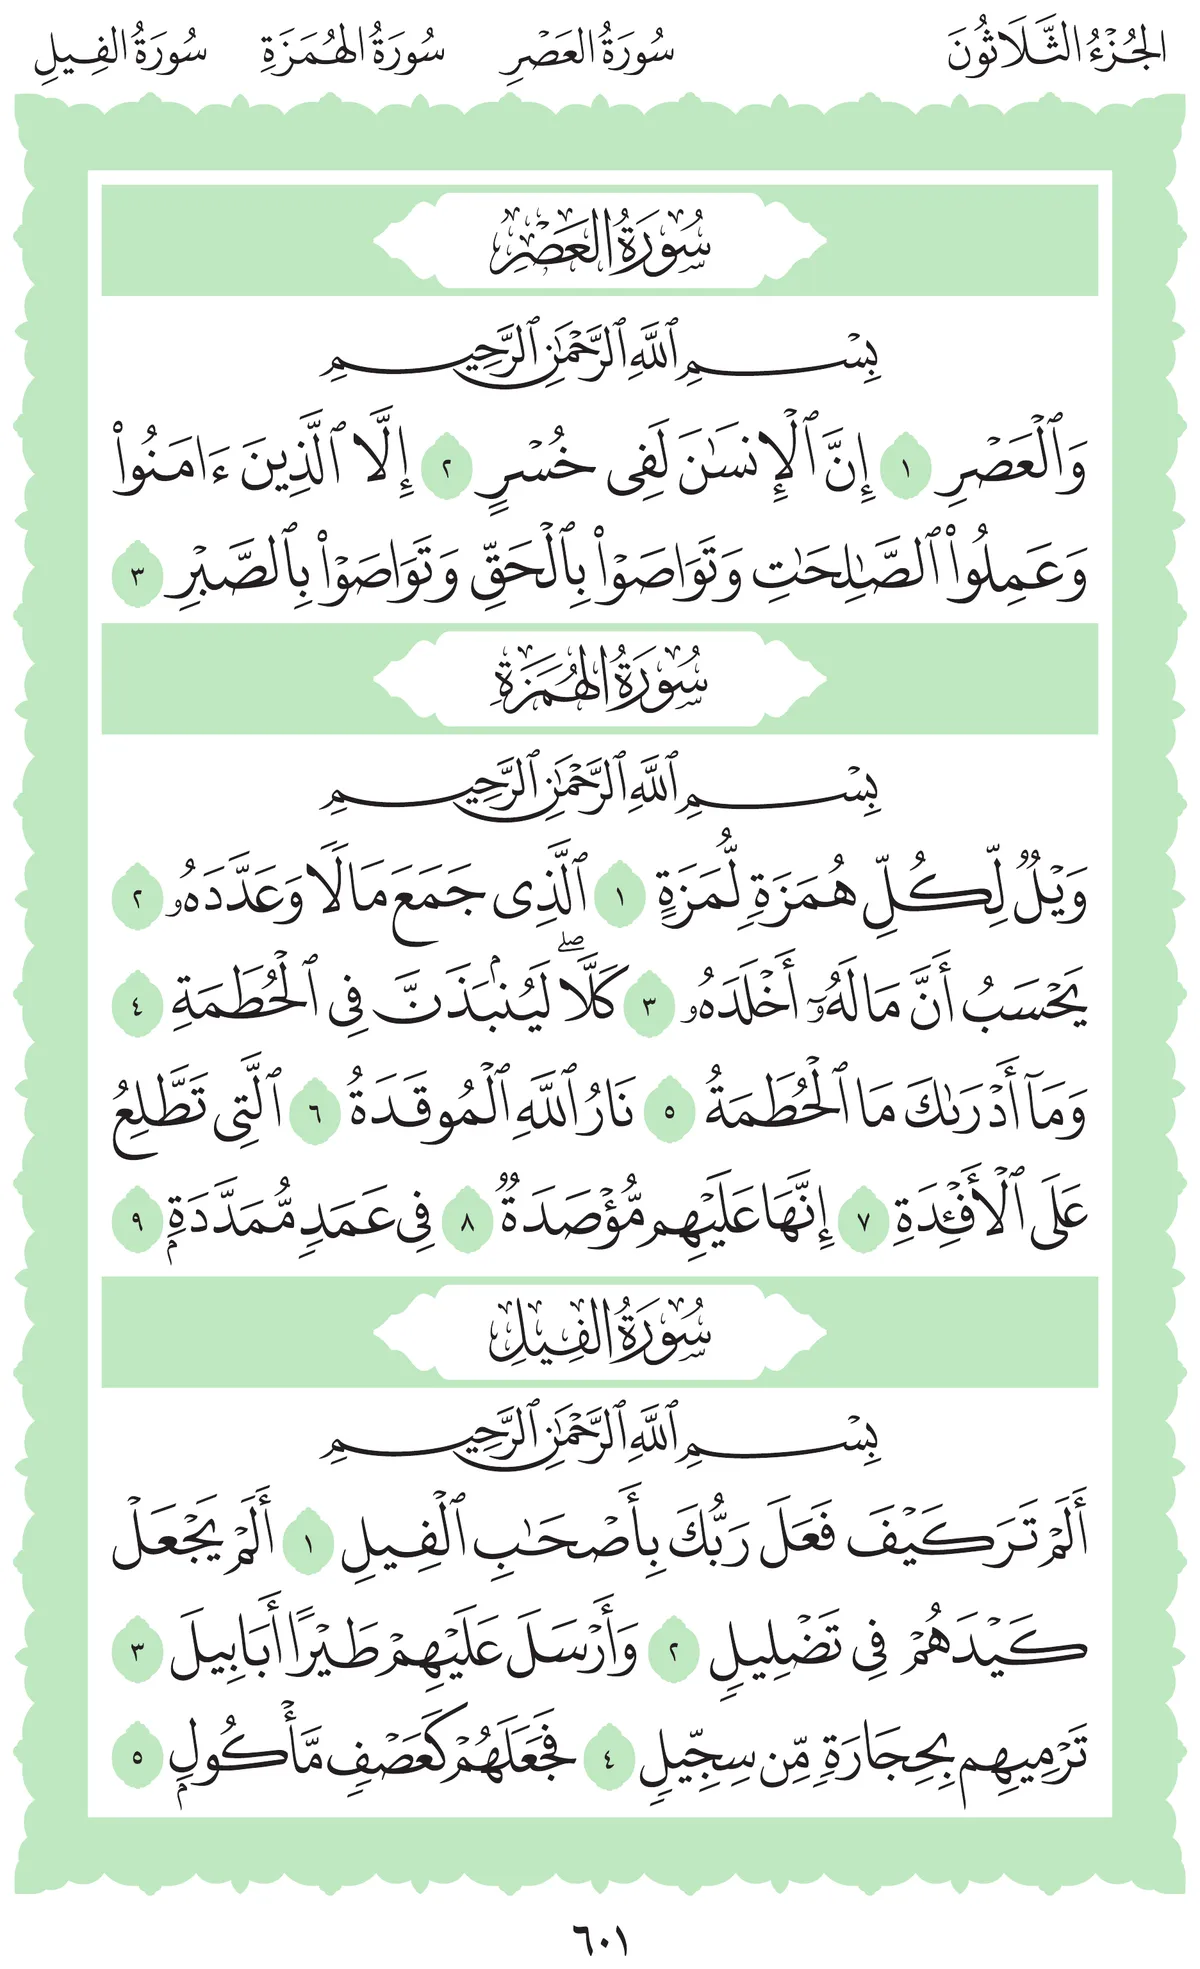 الجُزْءُ الثَّلَاثُونَ سُورَةُ العَصْرِ سُورَةُ الهُمَزَةِ سُورَةُ الفِيلِ
سُورَةُ العَصْرِ
بِسْمِ ٱللَّهِ ٱلرَّحْمَٰنِ ٱلرَّحِيمِ
وَٱلْعَصْرِ ١ إِنَّ ٱلْإِنسَٰنَ لَفِى خُسْرٍ ٢ إِلَّا ٱلَّذِينَ ءَامَنُوا۟
وَعَمِلُوا۟ ٱلصَّٰلِحَٰتِ وَتَوَاصَوْا۟ بِٱلْحَقِّ وَتَوَاصَوْا۟ بِٱلصَّبْرِ ٣
سُورَةُ الهُمَزَةِ
بِسْمِ ٱللَّهِ ٱلرَّحْمَٰنِ ٱلرَّحِيمِ
وَيْلٌ لِّكُلِّ هُمَزَةٍ لُّمَزَةٍ ١ ٱلَّذِى جَمَعَ مَالًا وَعَدَّدَهُۥ ٢
يَحْسَبُ أَنَّ مَالَهُۥٓ أَخْلَدَهُۥ ٣ كَلَّا ۖ لَيُنۢبَذَنَّ فِى ٱلْحُطَمَةِ ٤
وَمَآ أَدْرَىٰكَ مَا ٱلْحُطَمَةُ ٥ نَارُ ٱللَّهِ ٱلْمُوقَدَةُ ٦ ٱلَّتِى تَطَّلِعُ
عَلَى ٱلْأَفْـِٔدَةِ ٧ إِنَّهَا عَلَيْهِم مُّؤْصَدَةٌ ٨ فِى عَمَدٍ مُّمَدَّدَةٍۭ ٩
سُورَةُ الفِيلِ
بِسْمِ ٱللَّهِ ٱلرَّحْمَٰنِ ٱلرَّحِيمِ
أَلَمْ تَرَ كَيْفَ فَعَلَ رَبُّكَ بِأَصْحَٰبِ ٱلْفِيلِ ١ أَلَمْ يَجْعَلْ
كَيْدَهُمْ فِى تَضْلِيلٍ ٢ وَأَرْسَلَ عَلَيْهِمْ طَيْرًا أَبَابِيلَ ٣
تَرْمِيهِم بِحِجَارَةٍ مِّن سِجِّيلٍ ٤ فَجَعَلَهُمْ كَعَصْفٍ مَّأْكُولٍۭ ٥
٦٠١